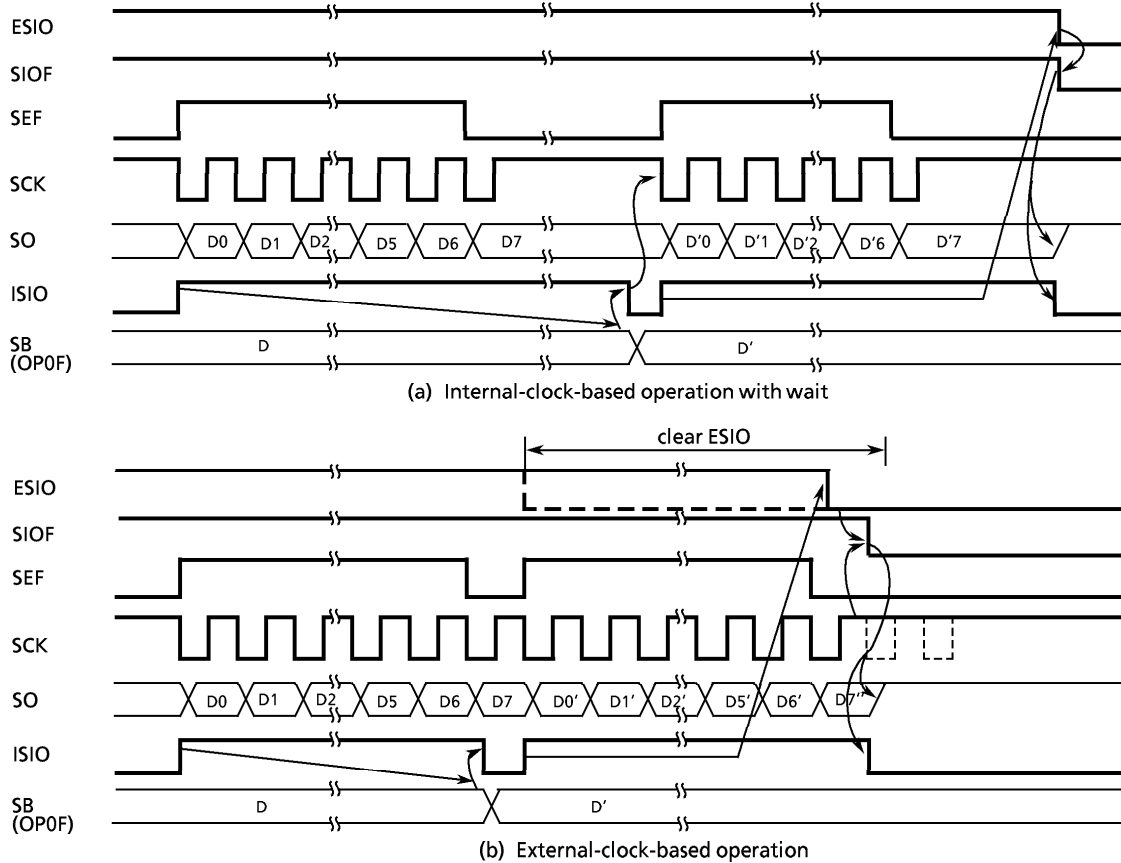 ESIO
SIOF
SEF
SCK
SO D0 D1 D2 D5 D6 D7 D'0 D'1 D'2 D'6 D'7
ISIO
SB D D'
(OP0F)
(a) Internal-clock-based operation with wait
clear ESIO
ESIO
SIOF
SEF
SCK
SO D0 D1 D2 D5 D6 D7 D0' D1' D2' D5' D6' D7'
ISIO
SB D D'
(OP0F)
(b) External-clock-based operation